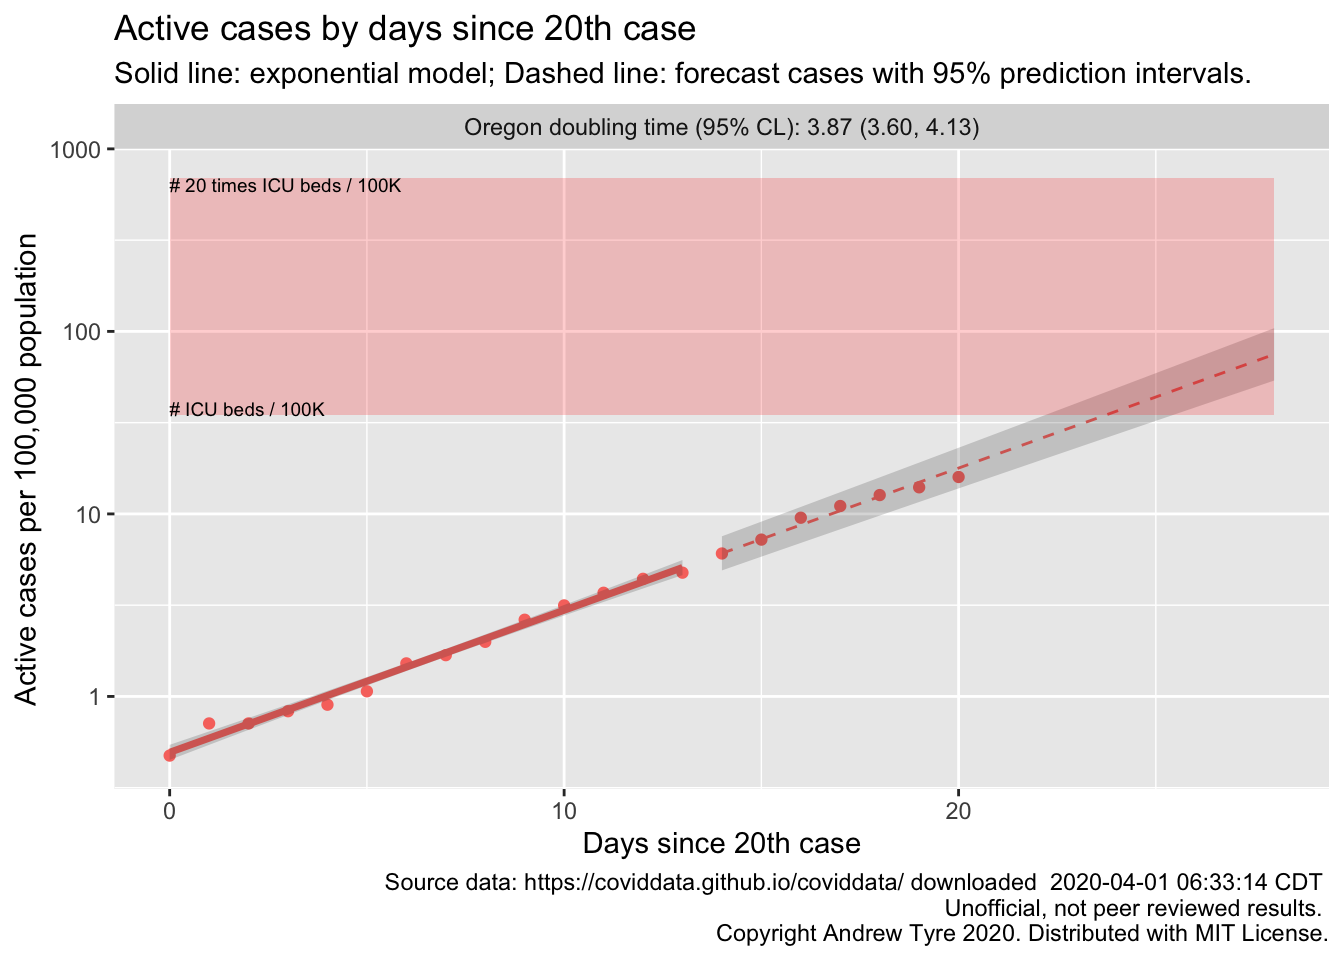 Active cases by days since 20th case
Solid line: exponential model; Dashed line: forecast cases with 95% prediction intervals.
Oregon doubling time (95% CL): 3.87 (3.60, 4.13)
1000
# 20 times ICU beds / 100K
100
# ICU beds / 100K
10
1
Active cases per 100,000 population
0
10
20
Days since 20th case
Source data: https://coviddata.github.io/coviddata/ downloaded  2020-04-01 06:33:14 CDT
Unofficial, not peer reviewed results.
Copyright Andrew Tyre 2020. Distributed with MIT License.